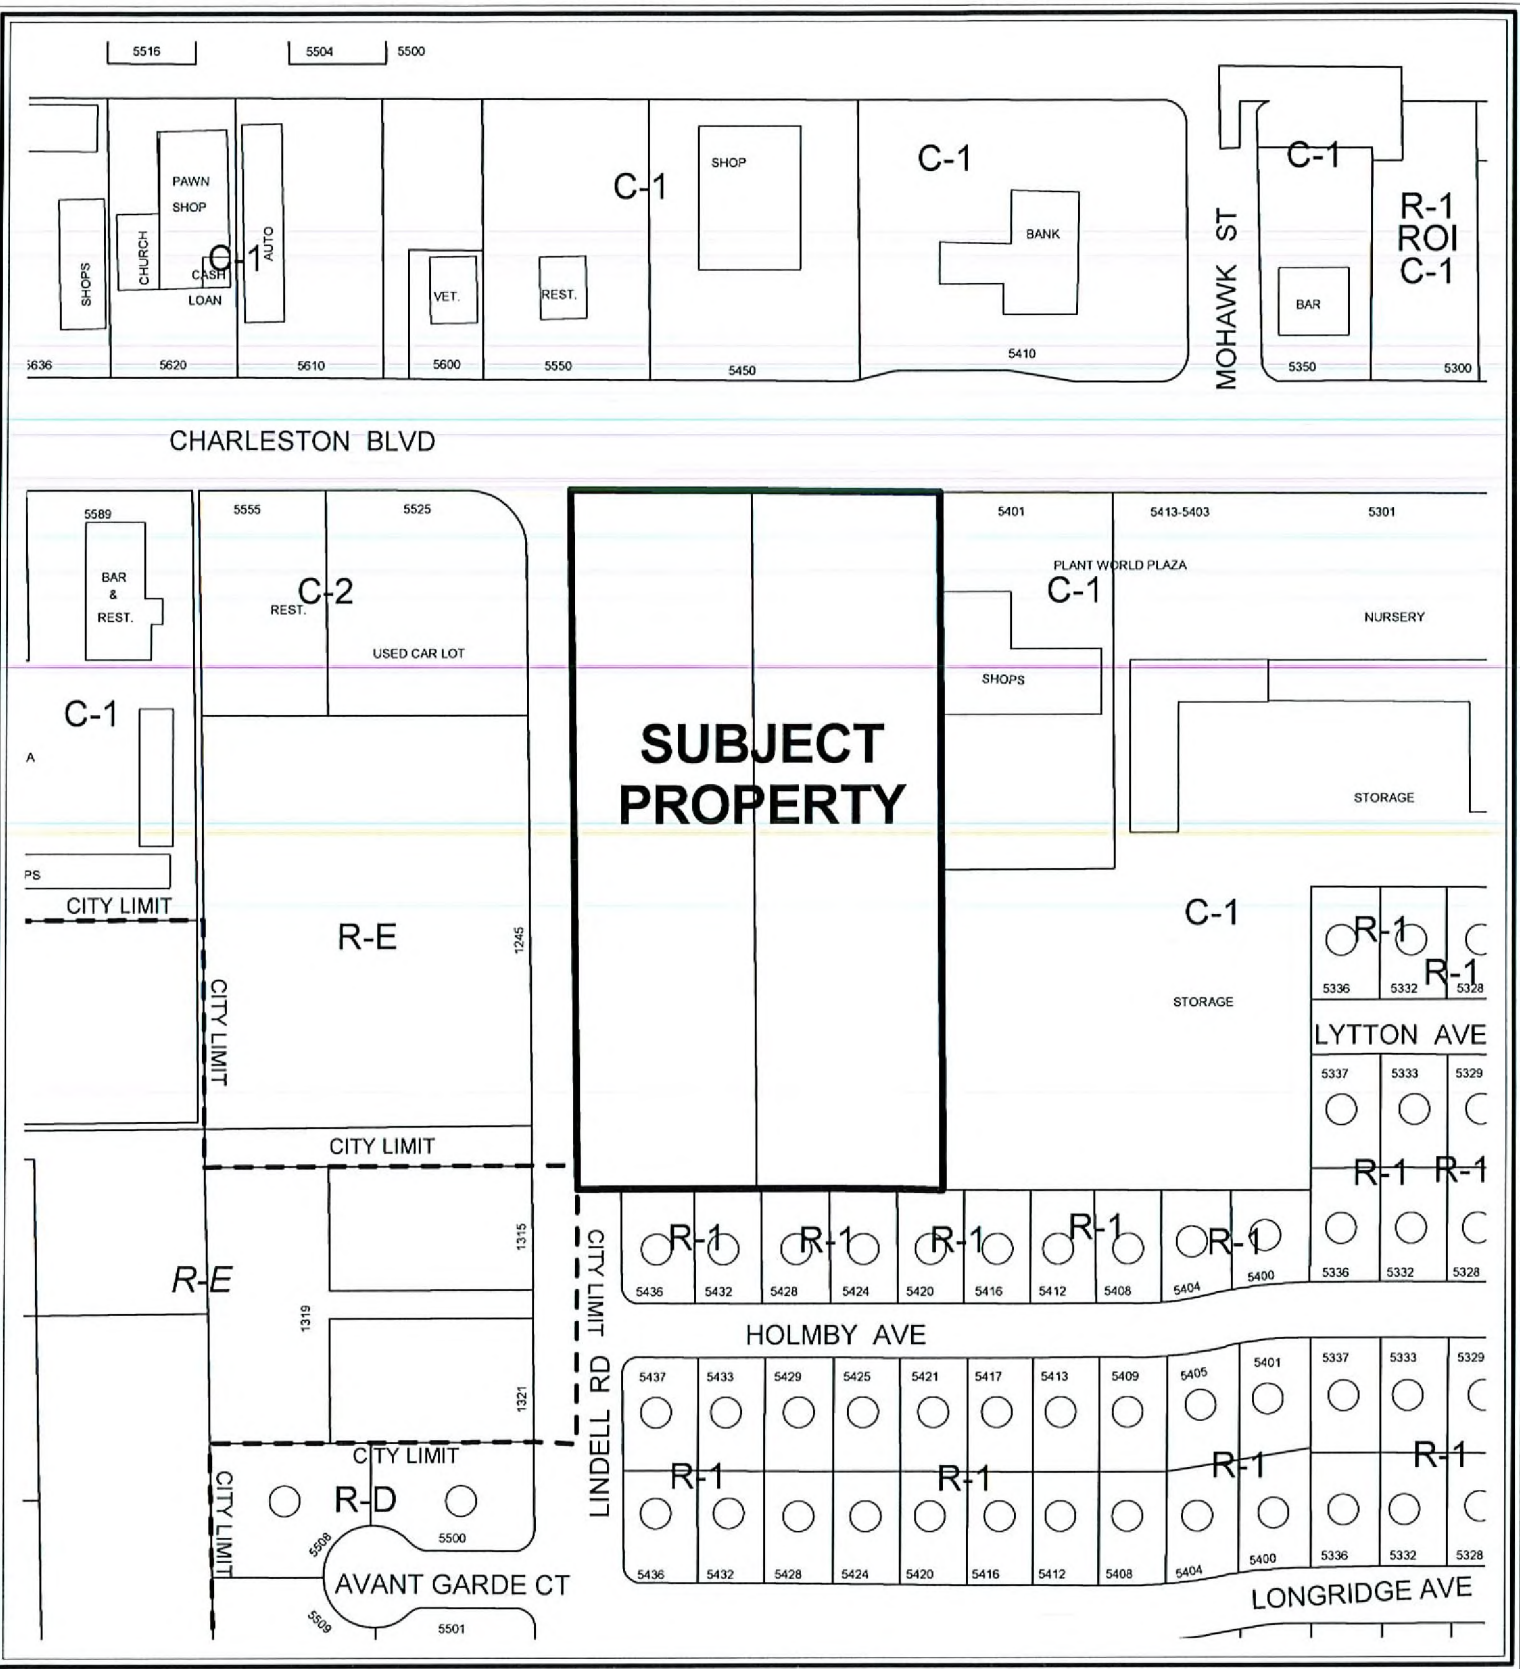 5516
5504
5500
C-1
C-1
C-1
C-1
R-1
ROI
C-1
PAWN
SHOP
CHURCH
AUTO
SHOPS
CASH
LOAN
VET.
REST.
SHOP
BANK
BAR
MOHAWK ST
5636
5620
5610
5600
5550
5450
5410
5350
5300
CHARLESTON BLVD
5589
5555
5525
5401
5413-5403
5301
BAR
&
REST.
C-2
REST.
USED CAR LOT
PLANT WORLD PLAZA
C-1
NURSERY
SHOPS
C-1
A
PS
STORAGE
SUBJECT
PROPERTY
CITY LIMIT
R-E
1245
CITY LIMIT
C-1
STORAGE
R-1
R-1
5336
5332
5328
LYTTON AVE
5337
5333
5329
CITY LIMIT
R-1
R-1
R-1
R-1
R-1
R-1
R-1
5436
5432
5428
5424
5420
5416
5412
5408
5404
5400
5336
5332
5328
R-E
1315
1319
1321
CITY LIMIT
LINDELL RD
HOLMBY AVE
5437
5433
5429
5425
5421
5417
5413
5409
5405
5401
5337
5333
5329
CITY LIMIT
CITY LIMIT
R-D
R-1
R-1
R-1
R-1
5508
5500
AVANT GARDE CT
5509
5501
5436
5432
5428
5424
5420
5416
5412
5408
5404
5400
5336
5332
5328
LONGRIDGE AVE